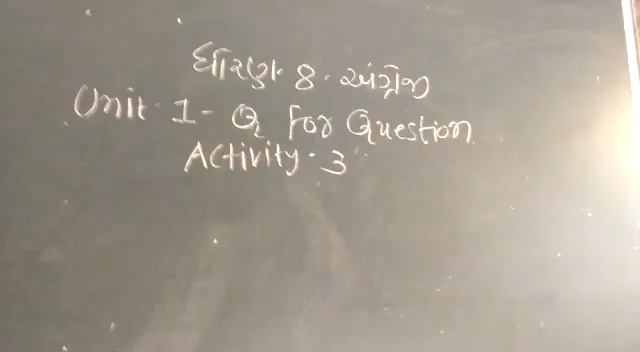 ધોરણ. 8. અંગ્રેજી
Unit. 1 - Q for Question.
Activity. 3